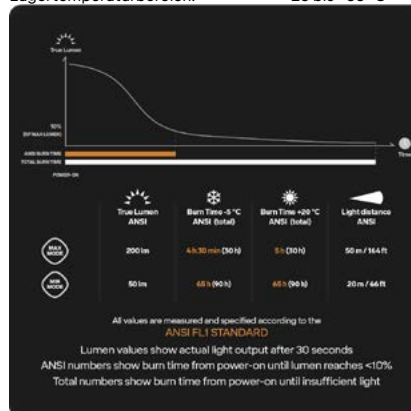 True Lumen
10%
(OF MAX LUMEN)
ANSI BURN TIME
TOTAL BURN TIME
Time
POWER-ON
True Lumen ANSI
Burn Time -5 °C ANSI (total)
Burn Time +20 °C ANSI (total)
Light distance ANSI
MAX MODE
200 lm
4 h 30 min (30 h)
5 h (30 h)
50 m / 164 ft
MIN MODE
50 lm
65 h (90 h)
65 h (90 h)
20 m / 66 ft
All values are measured and specified according to the
ANSI FL1 STANDARD
Lumen values show actual light output after 30 seconds
ANSI numbers show burn time from power-on until lumen reaches <10%
Total numbers show burn time from power-on until insufficient light